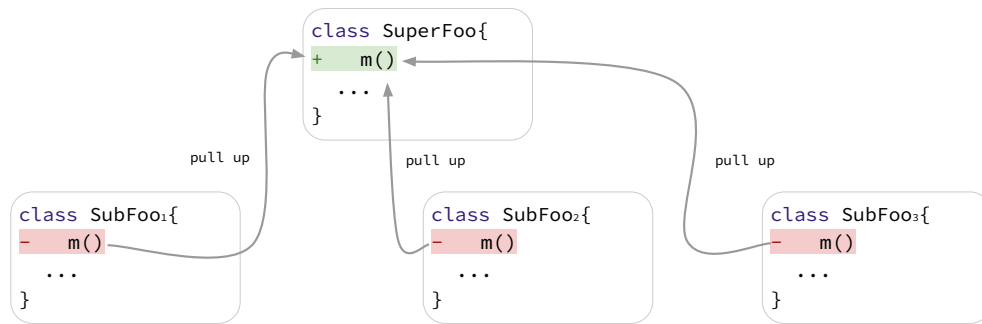 class SuperFoo{
+ m()
...
}
pull up
pull up
pull up
class SubFoo₁{
- m()
...
}
class SubFoo₂{
- m()
...
}
class SubFoo₃{
- m()
...
}